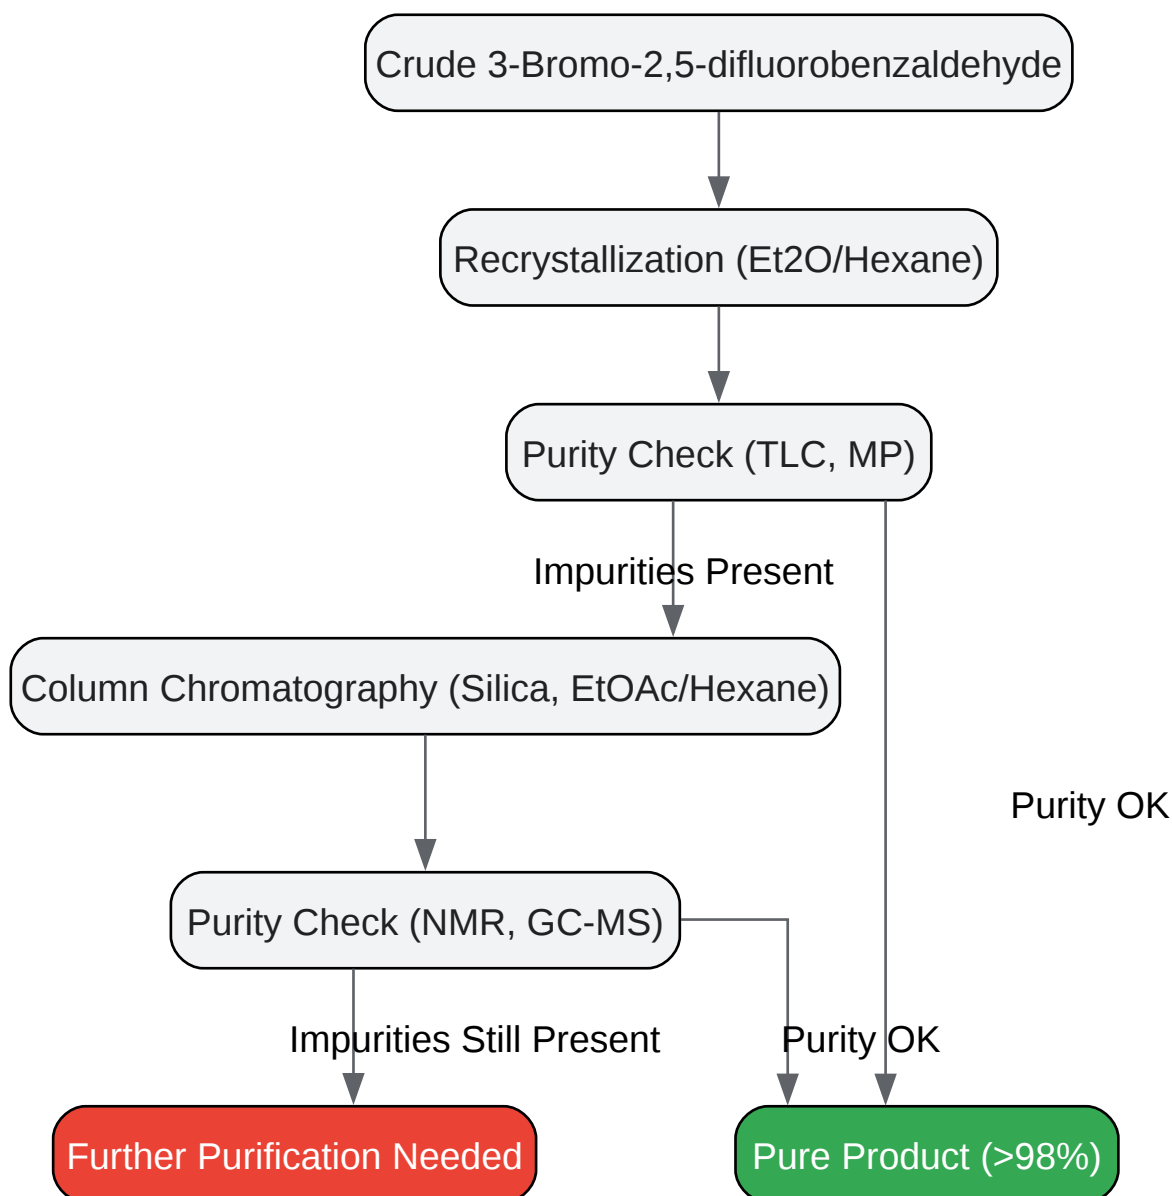 Crude 3-Bromo-2,5-difluorobenzaldehyde
Recrystallization (Et2O/Hexane)
Purity Check (TLC, MP)
Impurities Present
Column Chromatography (Silica, EtOAc/Hexane)
Purity OK
Purity Check (NMR, GC-MS)
Impurities Still Present
Purity OK
Further Purification Needed
Pure Product (>98%)